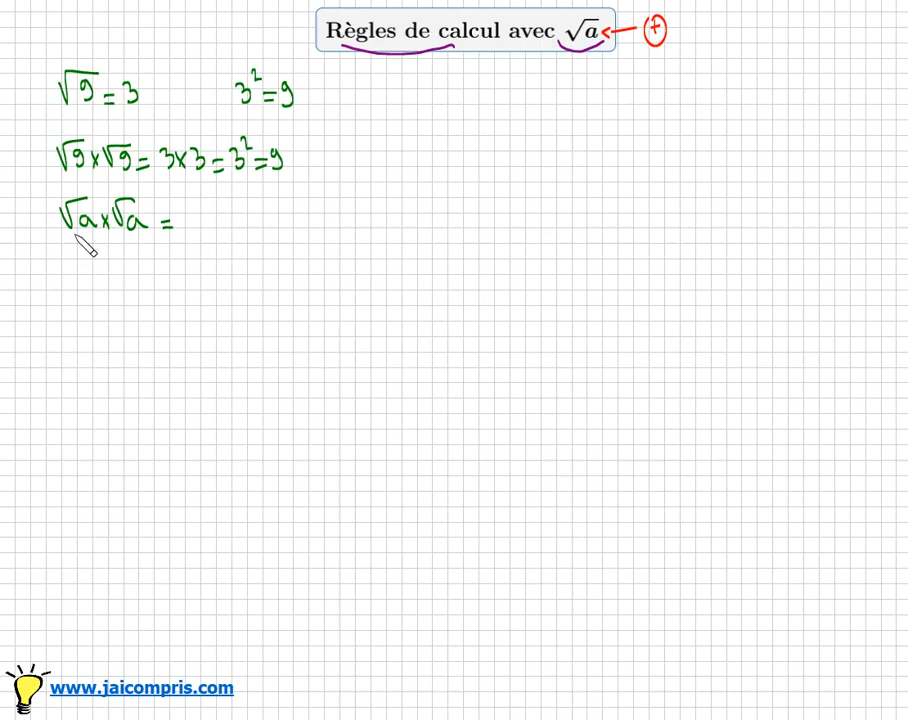 Règles de calcul avec √a ← (+)
√9 = 3 3² = 9
√9 × √9 = 3 × 3 = 3² = 9
√a × √a =
www.jaicompris.com